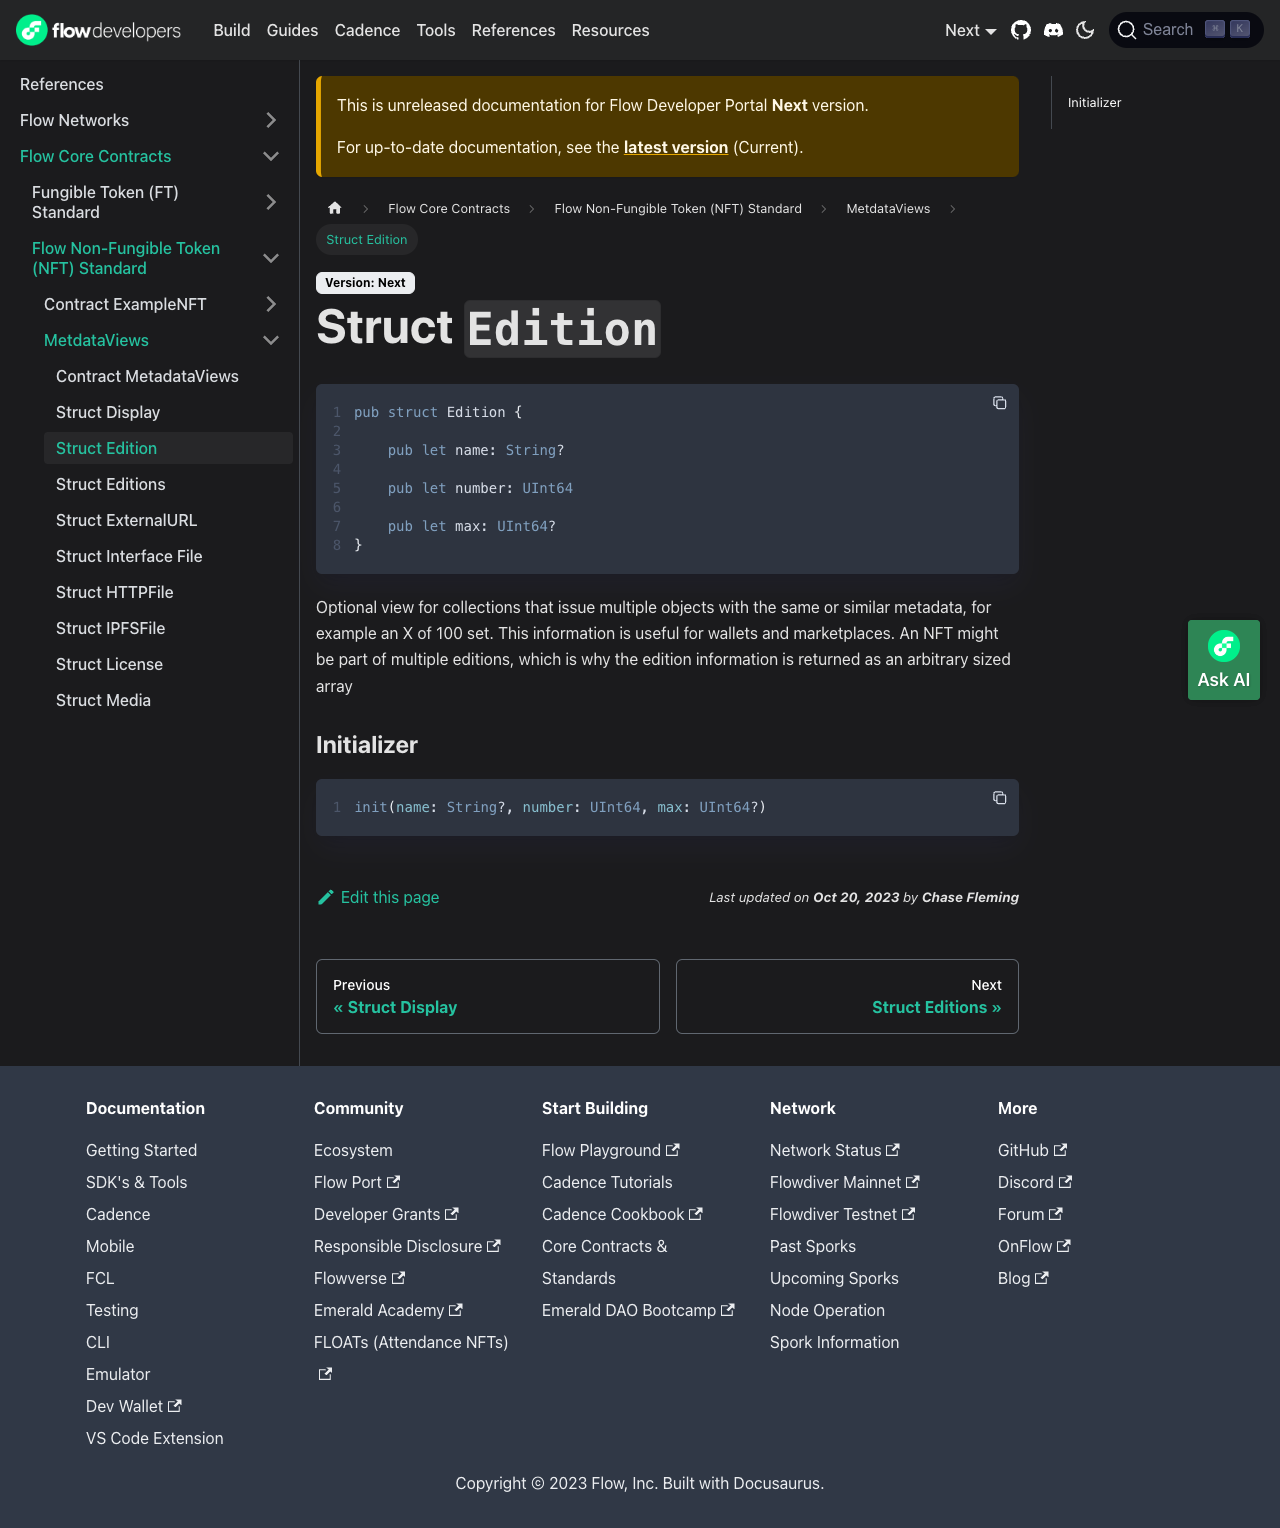 flowdevelopers
Build
Guides
Cadence
Tools
References
Resources
Next
Search
⌘ K
References
Flow Networks
Flow Core Contracts
Fungible Token (FT)
Standard
Flow Non-Fungible Token
(NFT) Standard
Contract ExampleNFT
MetdataViews
Contract MetadataViews
Struct Display
Struct Edition
Struct Editions
Struct ExternalURL
Struct Interface File
Struct HTTPFile
Struct IPFSFile
Struct License
Struct Media
This is unreleased documentation for Flow Developer Portal Next version.
For up-to-date documentation, see the latest version (Current).
Flow Core Contracts
Flow Non-Fungible Token (NFT) Standard
MetdataViews
Struct Edition
Version: Next
Struct Edition
1 pub struct Edition {
2
3     pub let name: String?
4
5     pub let number: UInt64
6
7     pub let max: UInt64?
8 }
Optional view for collections that issue multiple objects with the same or similar metadata, for
example an X of 100 set. This information is useful for wallets and marketplaces. An NFT might
be part of multiple editions, which is why the edition information is returned as an arbitrary sized
array
Initializer
1 init(name: String?, number: UInt64, max: UInt64?)
Edit this page
Last updated on Oct 20, 2023 by Chase Fleming
Previous
« Struct Display
Next
Struct Editions »
Initializer
Ask AI
Documentation
Getting Started
SDK's & Tools
Cadence
Mobile
FCL
Testing
CLI
Emulator
Dev Wallet
VS Code Extension
Community
Ecosystem
Flow Port
Developer Grants
Responsible Disclosure
Flowverse
Emerald Academy
FLOATs (Attendance NFTs)
Start Building
Flow Playground
Cadence Tutorials
Cadence Cookbook
Core Contracts &
Standards
Emerald DAO Bootcamp
Network
Network Status
Flowdiver Mainnet
Flowdiver Testnet
Past Sporks
Upcoming Sporks
Node Operation
Spork Information
More
GitHub
Discord
Forum
OnFlow
Blog
Copyright © 2023 Flow, Inc. Built with Docusaurus.